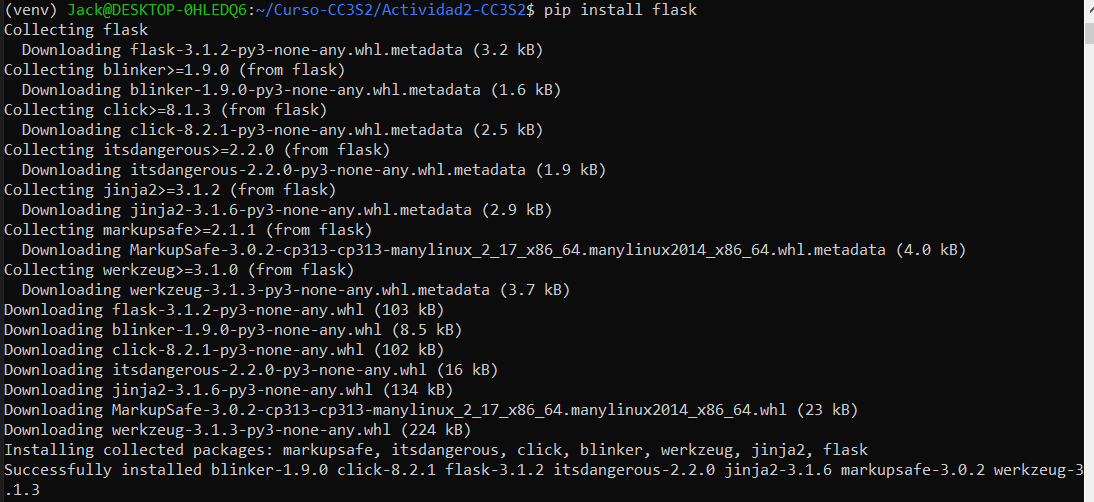 (venv) Jack@DESKTOP-0HLEDQ6:~/Curso-CC3S2/Actividad2-CC3S2$ pip install flask
Collecting flask
  Downloading flask-3.1.2-py3-none-any.whl.metadata (3.2 kB)
Collecting blinker>=1.9.0 (from flask)
  Downloading blinker-1.9.0-py3-none-any.whl.metadata (1.6 kB)
Collecting click>=8.1.3 (from flask)
  Downloading click-8.2.1-py3-none-any.whl.metadata (2.5 kB)
Collecting itsdangerous>=2.2.0 (from flask)
  Downloading itsdangerous-2.2.0-py3-none-any.whl.metadata (1.9 kB)
Collecting jinja2>=3.1.2 (from flask)
  Downloading jinja2-3.1.6-py3-none-any.whl.metadata (2.9 kB)
Collecting markupsafe>=2.1.1 (from flask)
  Downloading MarkupSafe-3.0.2-cp313-cp313-manylinux_2_17_x86_64.manylinux2014_x86_64.whl.metadata (4.0 kB)
Collecting werkzeug>=3.1.0 (from flask)
  Downloading werkzeug-3.1.3-py3-none-any.whl.metadata (3.7 kB)
Downloading flask-3.1.2-py3-none-any.whl (103 kB)
Downloading blinker-1.9.0-py3-none-any.whl (8.5 kB)
Downloading click-8.2.1-py3-none-any.whl (102 kB)
Downloading itsdangerous-2.2.0-py3-none-any.whl (16 kB)
Downloading jinja2-3.1.6-py3-none-any.whl (134 kB)
Downloading MarkupSafe-3.0.2-cp313-cp313-manylinux_2_17_x86_64.manylinux2014_x86_64.whl (23 kB)
Downloading werkzeug-3.1.3-py3-none-any.whl (224 kB)
Installing collected packages: markupsafe, itsdangerous, click, blinker, werkzeug, jinja2, flask
Successfully installed blinker-1.9.0 click-8.2.1 flask-3.1.2 itsdangerous-2.2.0 jinja2-3.1.6 markupsafe-3.0.2 werkzeug-3
.1.3